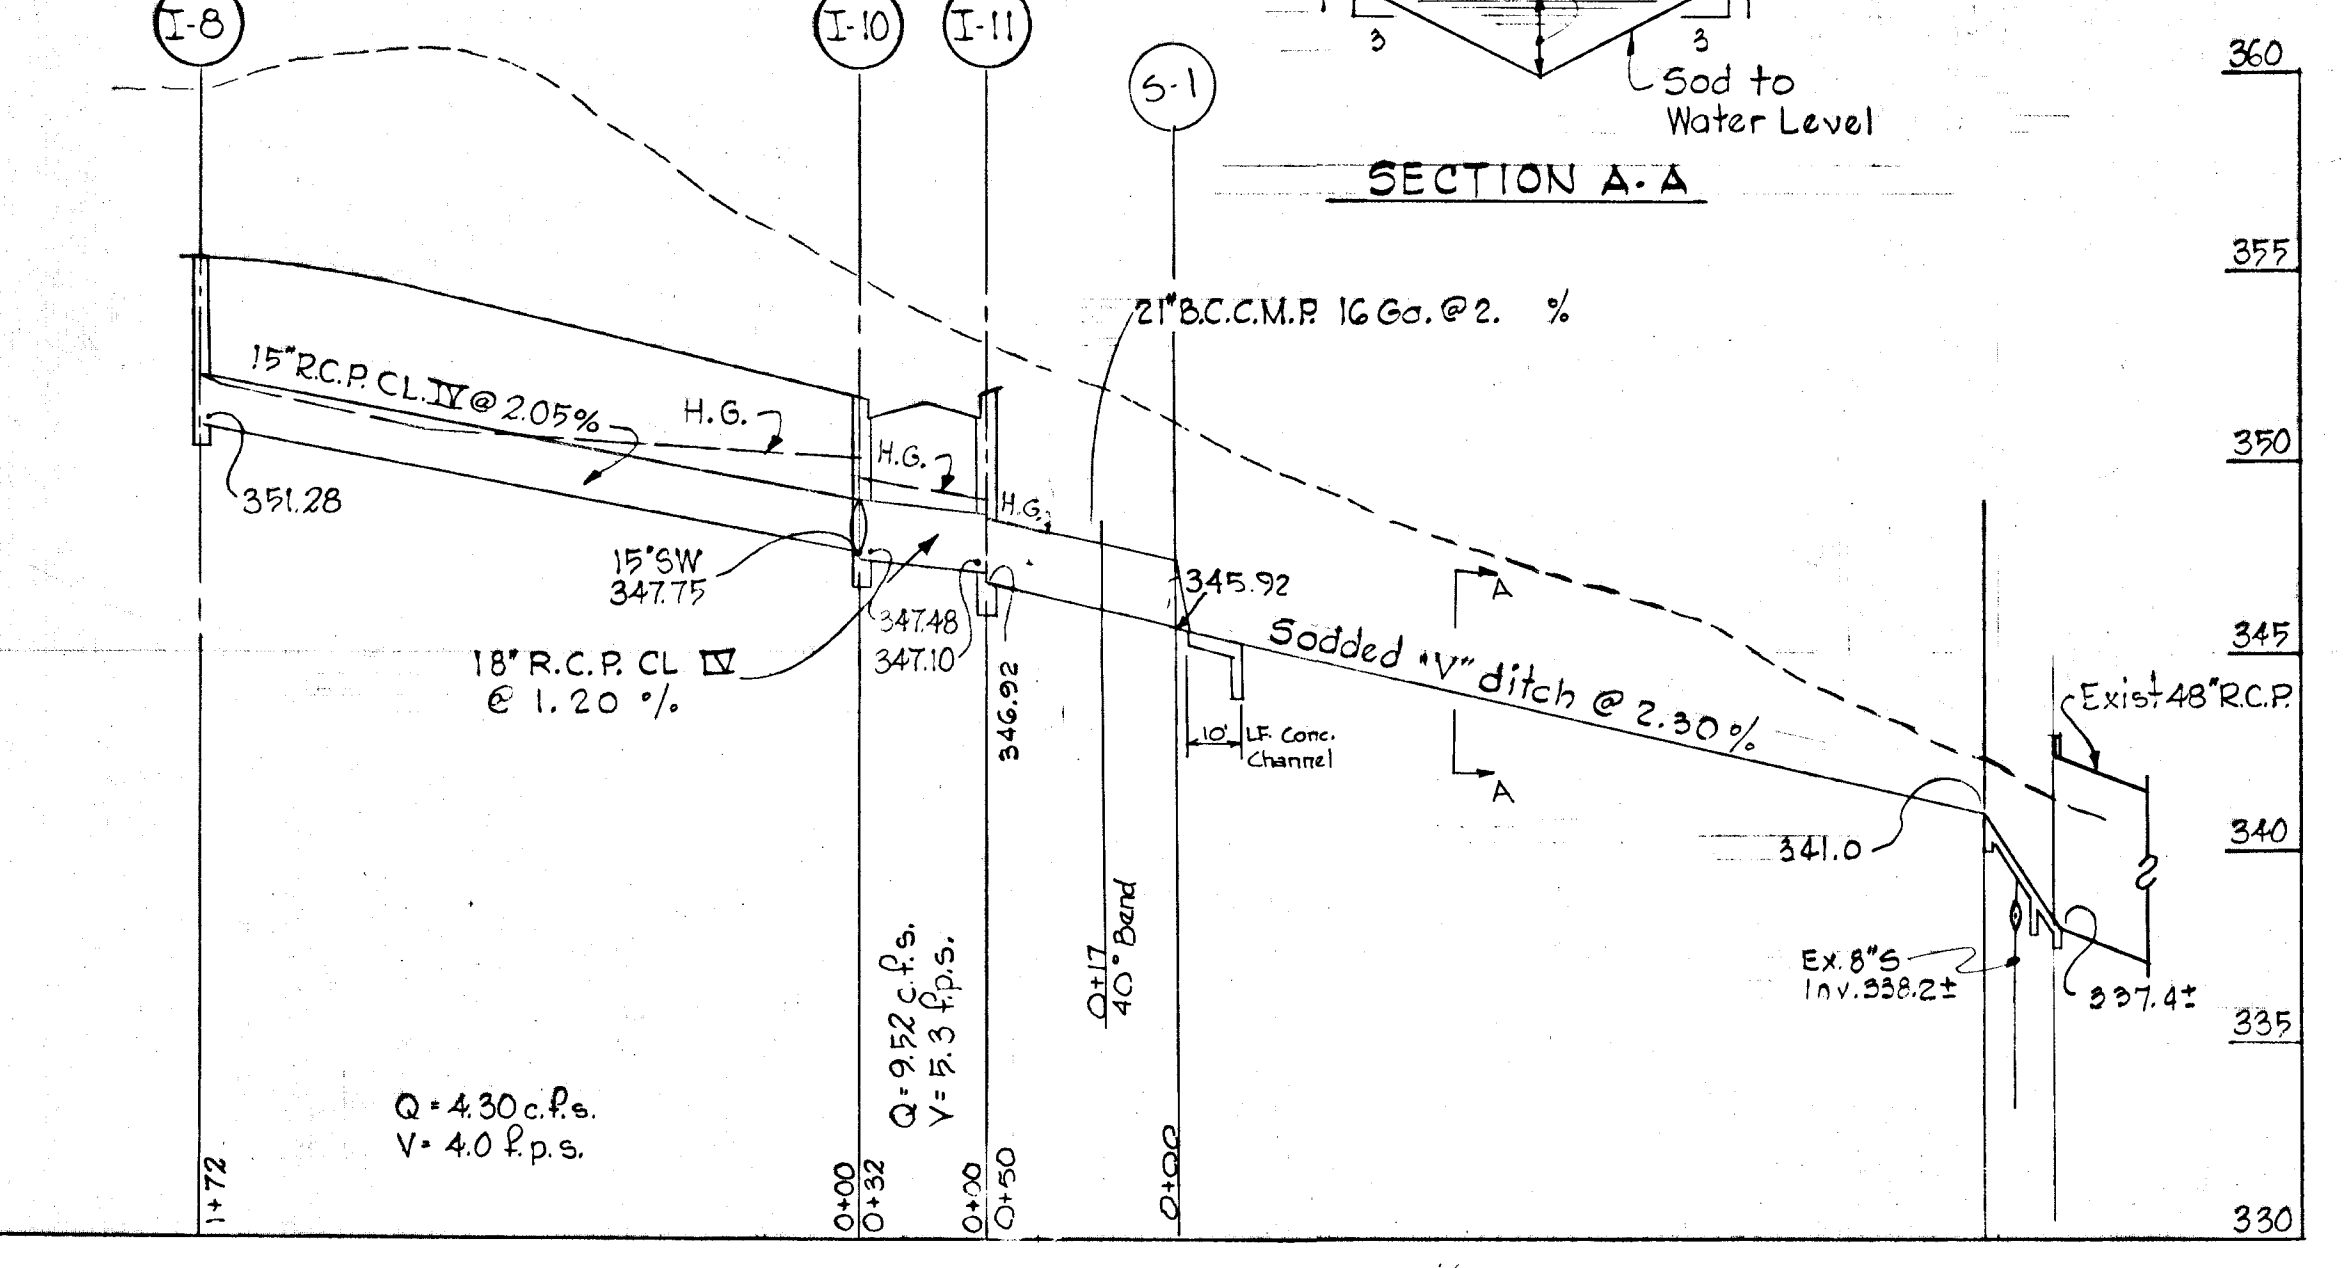 I-8
I-10
I-11
S-1
1
3
3
1
Sod to
Water Level
SECTION A-A
360
355
350
345
340
335
330
21" B.C.C.M.P. 16 Ga. @ 2. %
15" R.C.P. CL. IV @ 2.05%
H.G.
H.G.
H.G.
351.28
15" SW
347.75
347.48
347.10
346.92
18" R.C.P. CL IV
@ 1.20 %
345.92
Sodded "V" ditch @ 2.30%
A
A
10'
LF. Conc.
Channel
Exist 48" R.C.P.
341.0
Ex. 8" S
Inv. 338.2±
337.4±
0+17
40° Bend
Q = 9.52 c.f.s.
V = 5.3 f.p.s.
Q = 4.30 c.f.s.
V = 4.0 f.p.s.
1+72
0+00
0+32
0+00
0+50
0+00